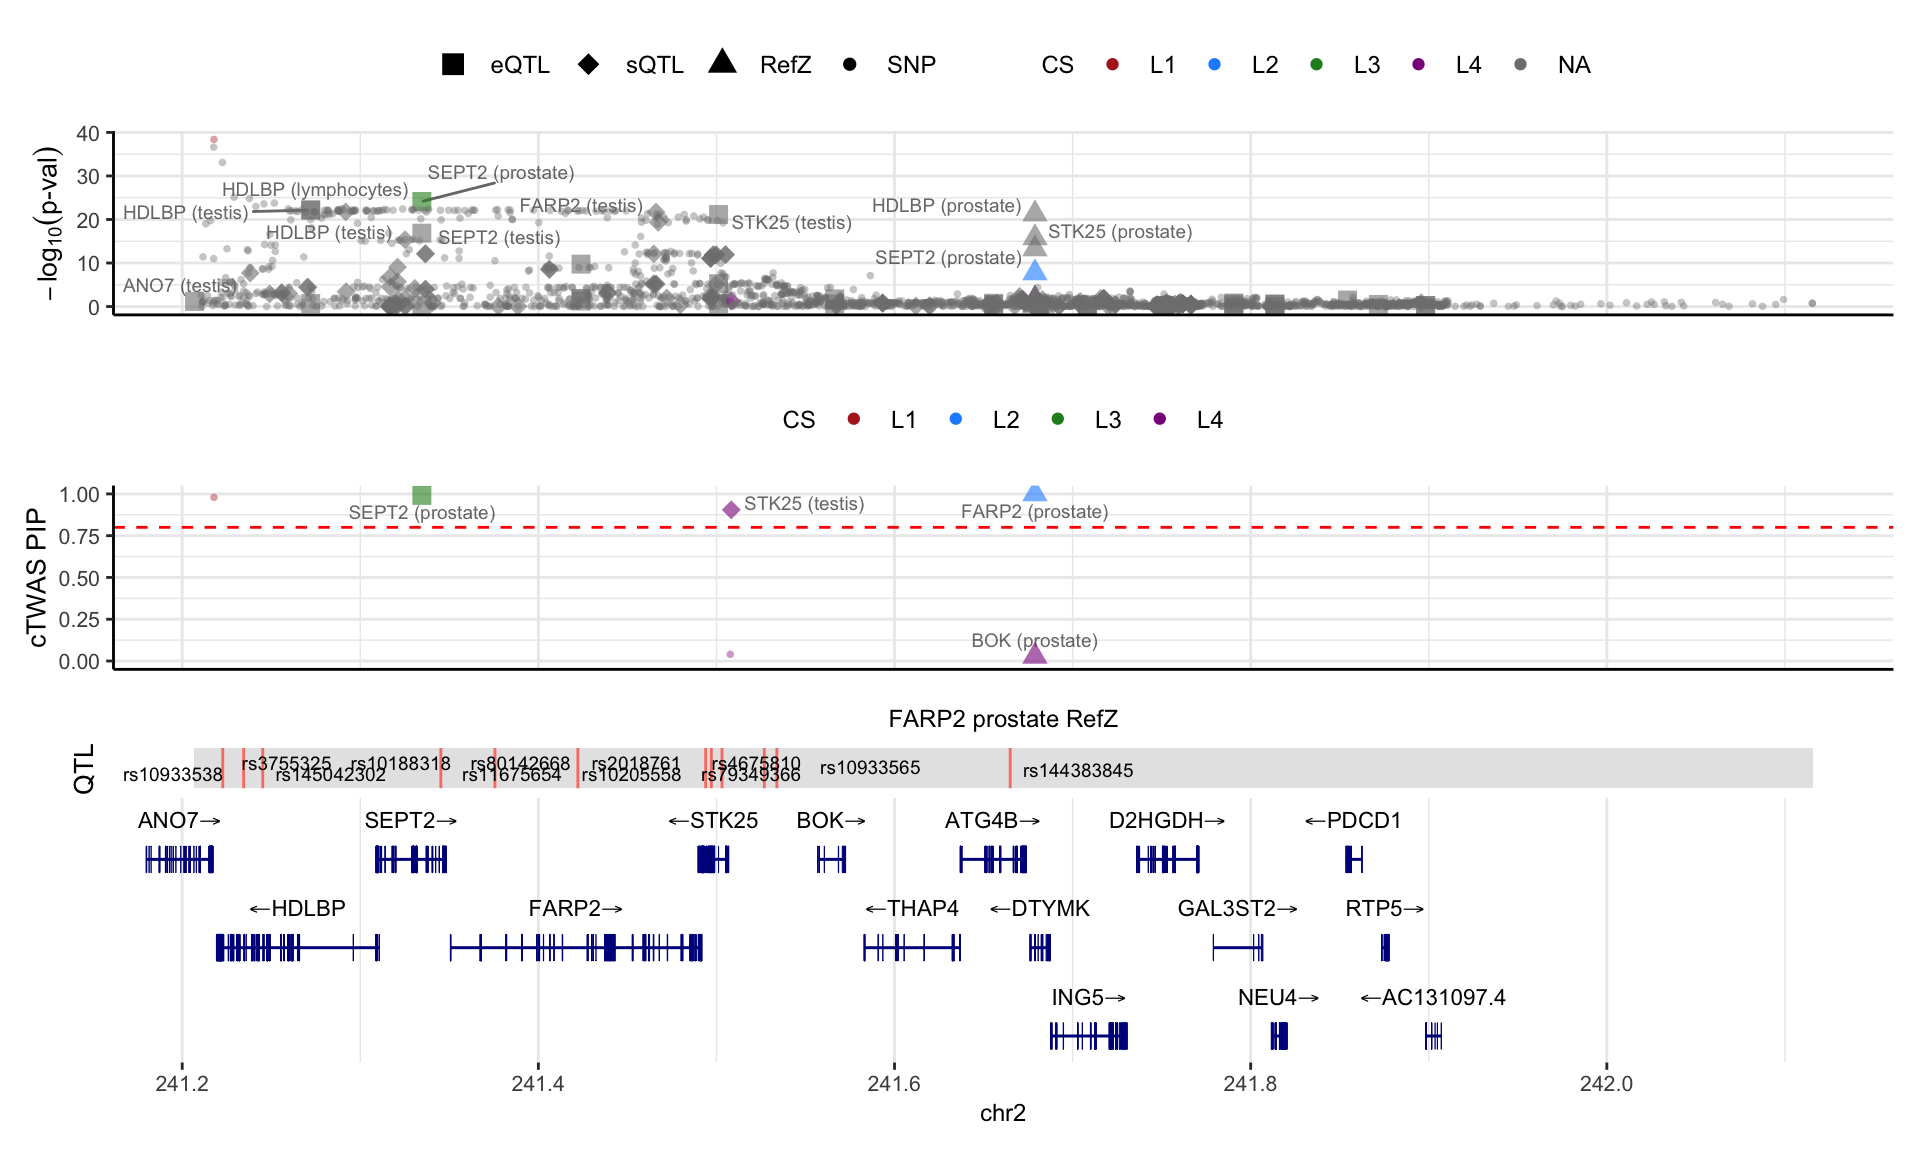 eQTL sQTL RefZ SNP CS L1 L2 L3 L4 NA
− log10(p-val)
40
30
20
10
0
SEPT2 (prostate)
HDLBP (lymphocytes)
HDLBP (testis)
FARP2 (testis)
HDLBP (prostate)
STK25 (testis)
HDLBP (testis)
SEPT2 (testis)
STK25 (prostate)
SEPT2 (prostate)
ANO7 (testis)
CS L1 L2 L3 L4
cTWAS PIP
1.00
0.75
0.50
0.25
0.00
SEPT2 (prostate)
STK25 (testis)
FARP2 (prostate)
BOK (prostate)
FARP2 prostate RefZ
QTL
rs10933538
rs3755325
rs145042302
rs10188318
rs11675654
rs80142668
rs10205558
rs2018761
rs79349366
rs4675810
rs10933565
rs144383845
ANO7→ SEPT2→ ←STK25 BOK→ ATG4B→ D2HGDH→ ←PDCD1
←HDLBP FARP2→ ←THAP4 ←DTYMK GAL3ST2→ RTP5→
ING5→ NEU4→ ←AC131097.4
241.2 241.4 241.6 241.8 242.0
chr2